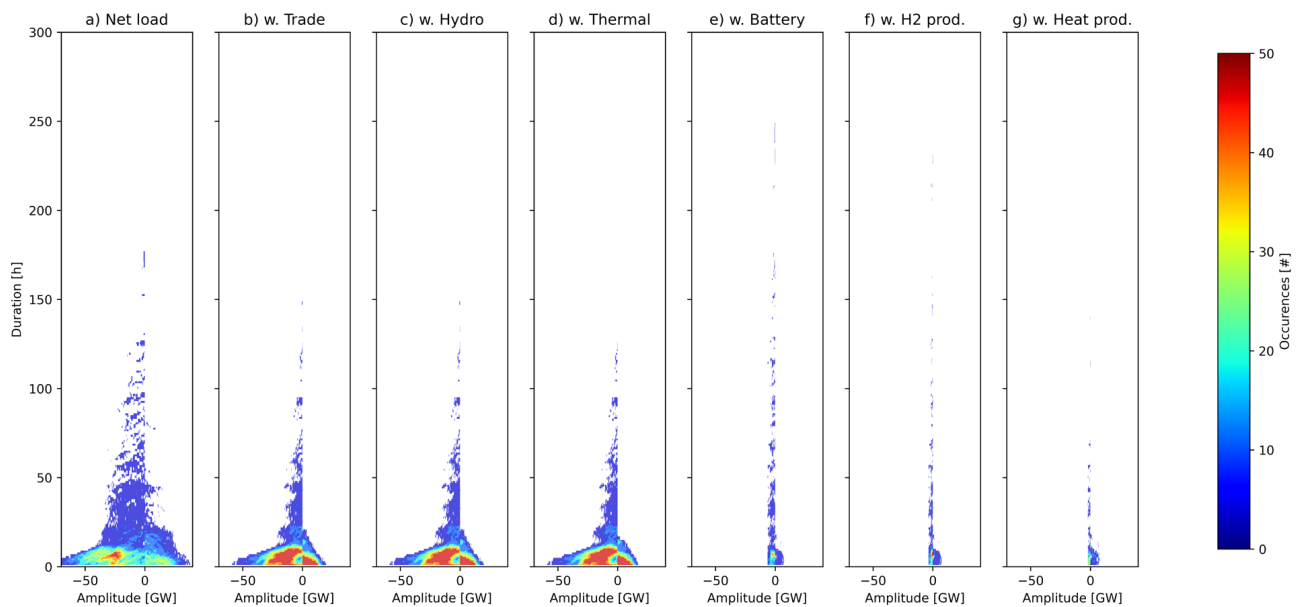 a) Net load
b) w. Trade
c) w. Hydro
d) w. Thermal
e) w. Battery
f) w. H2 prod.
g) w. Heat prod.
300
250
200
150
100
50
0
Duration [h]
−50 0
−50 0
−50 0
−50 0
−50 0
−50 0
−50 0
Amplitude [GW]
Amplitude [GW]
Amplitude [GW]
Amplitude [GW]
Amplitude [GW]
Amplitude [GW]
Amplitude [GW]
50
40
30
20
10
0
Occurences [#]